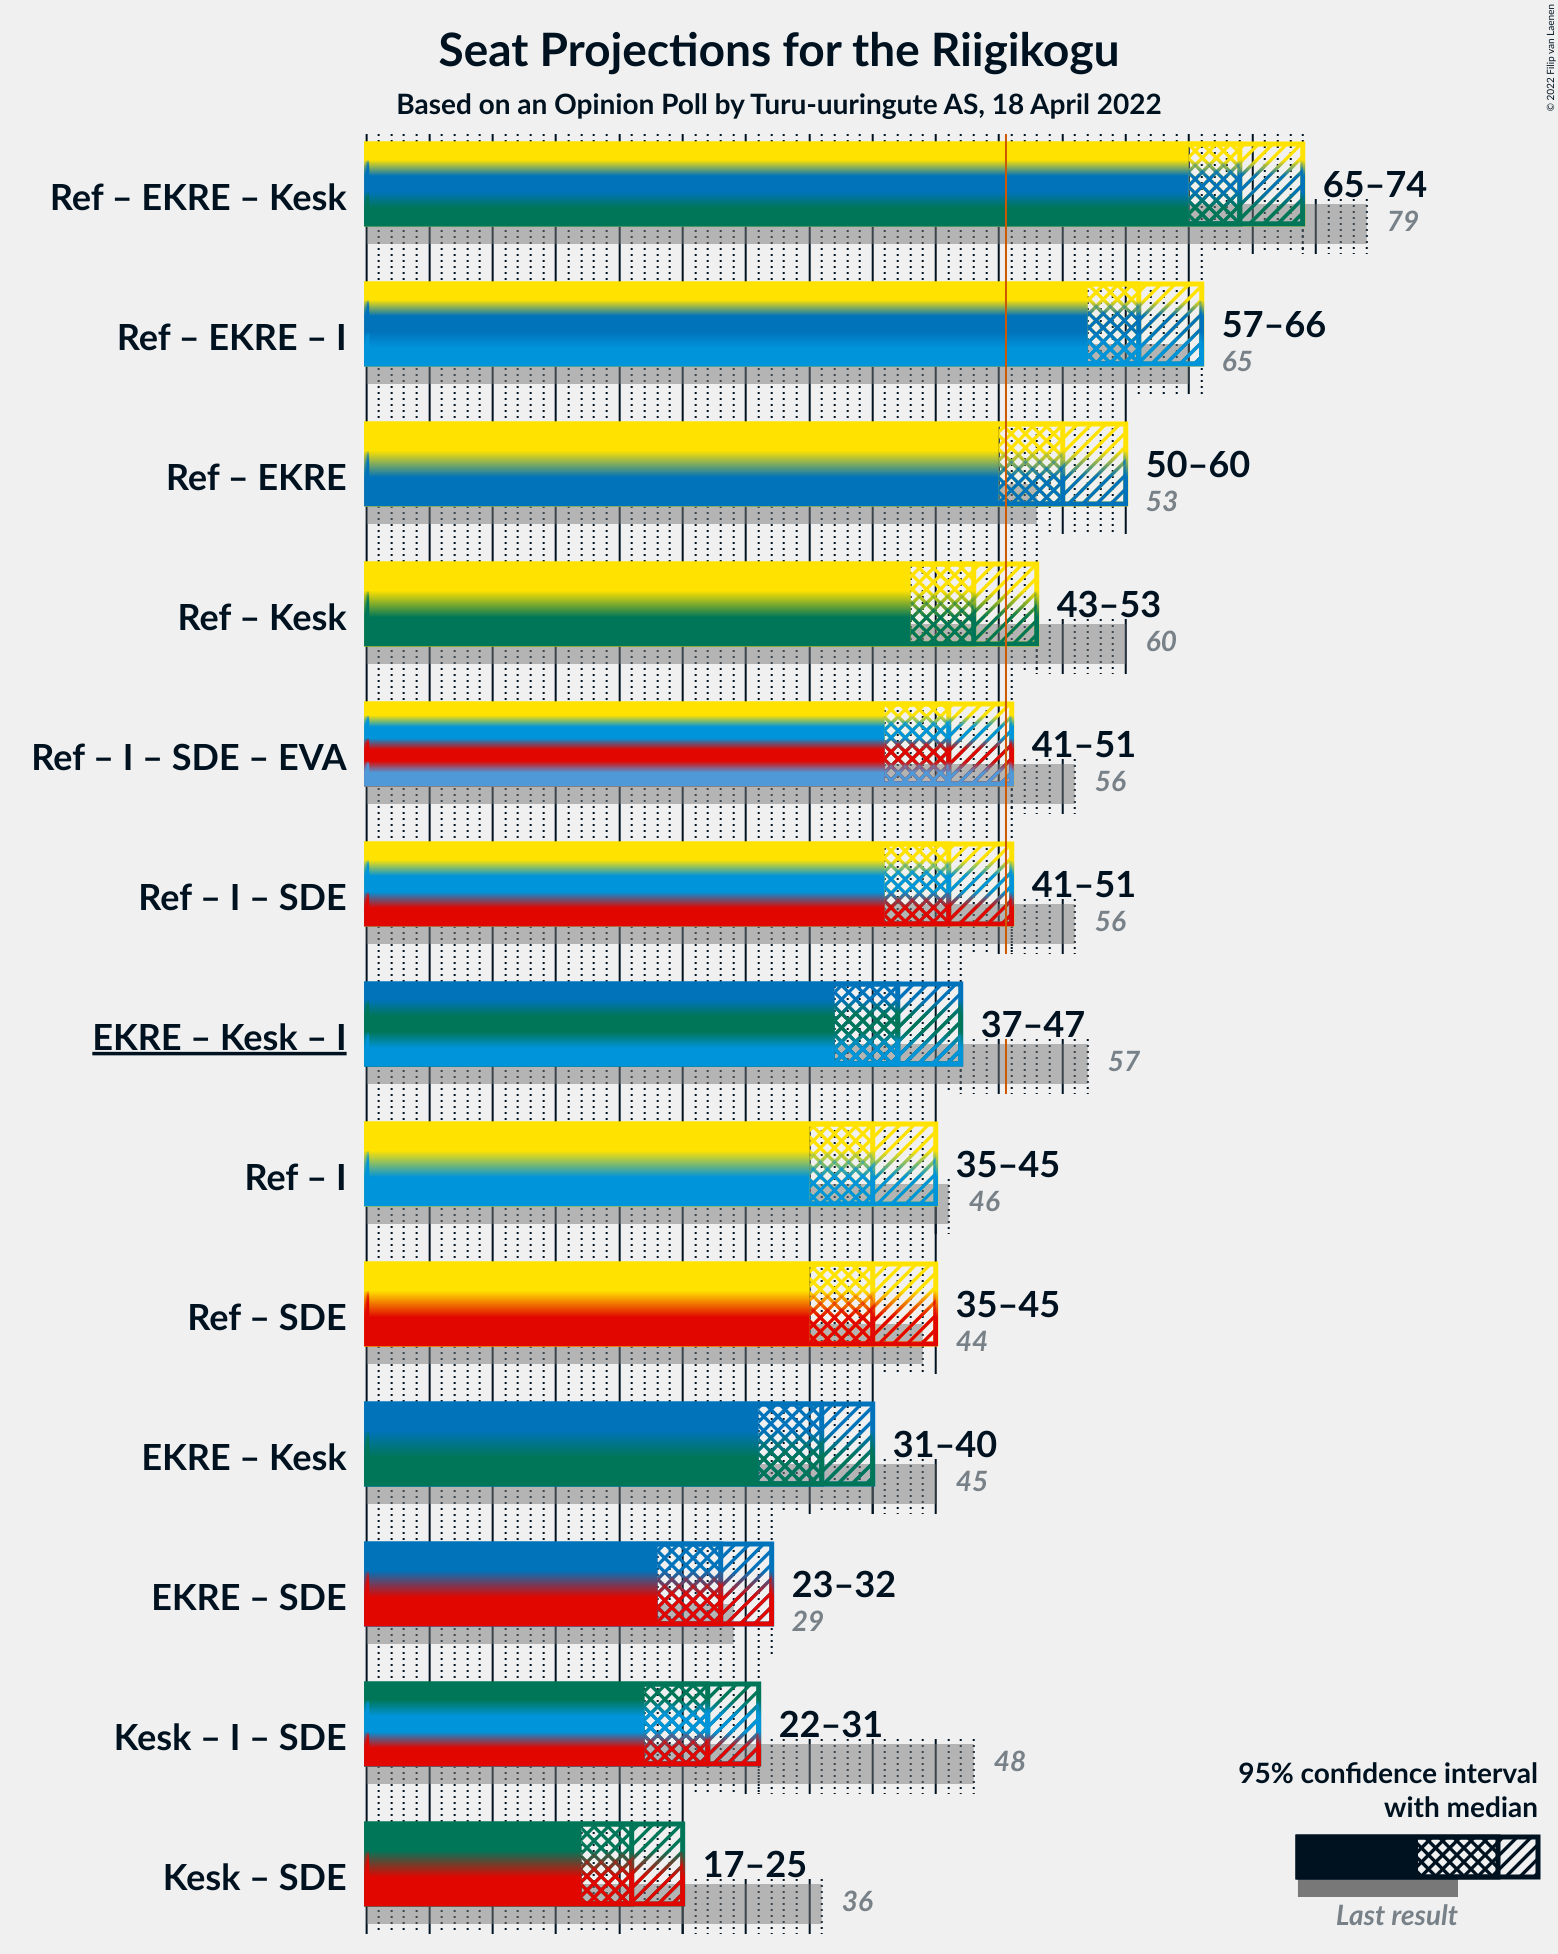 Seat Projections for the Riigikogu
Based on an Opinion Poll by Turu-uuringute AS, 18 April 2022
© 2022 Filip van Laenen
Ref – EKRE – Kesk
65–74
79
Ref – EKRE – I
57–66
65
Ref – EKRE
50–60
53
Ref – Kesk
43–53
60
Ref – I – SDE – EVA
41–51
56
Ref – I – SDE
41–51
56
EKRE – Kesk – I
37–47
57
Ref – I
35–45
46
Ref – SDE
35–45
44
EKRE – Kesk
31–40
45
EKRE – SDE
23–32
29
Kesk – I – SDE
22–31
48
Kesk – SDE
17–25
36
95% confidence interval
with median
Last result